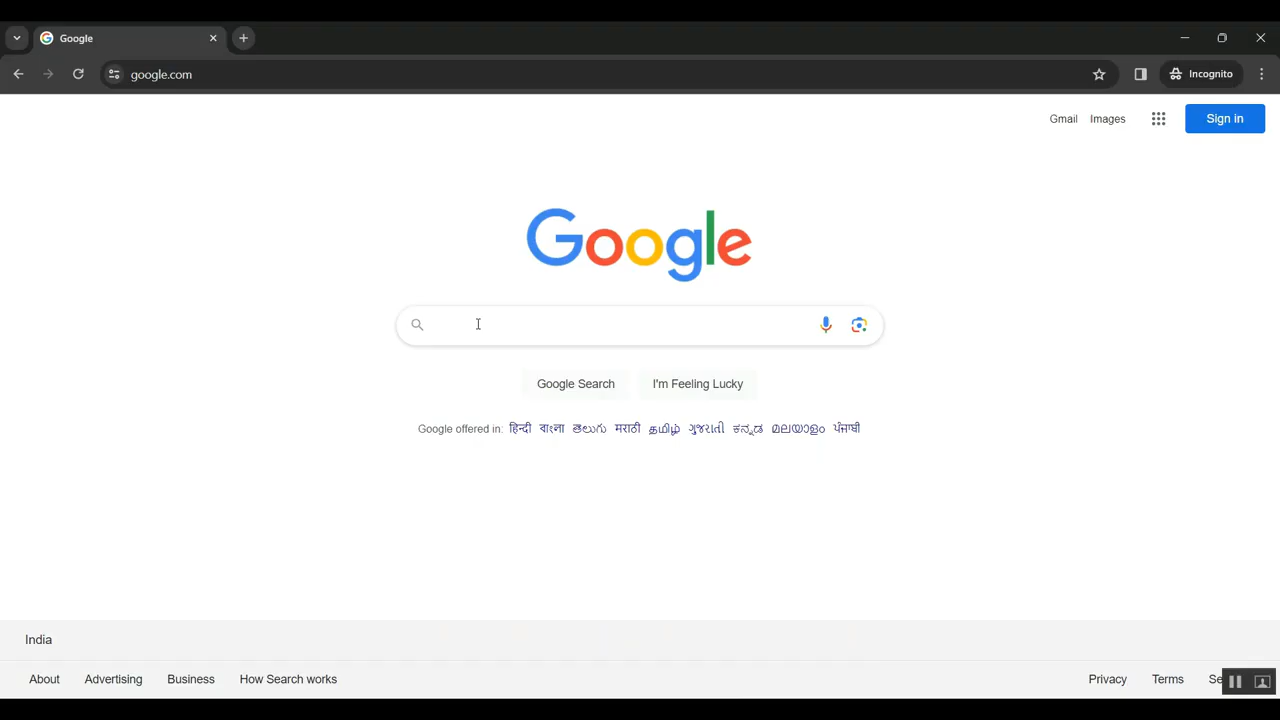 Google
google.com
Incognito
Gmail Images Sign in
Google
Google Search I'm Feeling Lucky
Google offered in: हिन्दी বাংলা తెలుగు मराठी தமிழ் ગુજરાતી ಕನ್ನಡ മലയാളം ਪੰਜਾਬੀ
India
About Advertising Business How Search works Privacy Terms